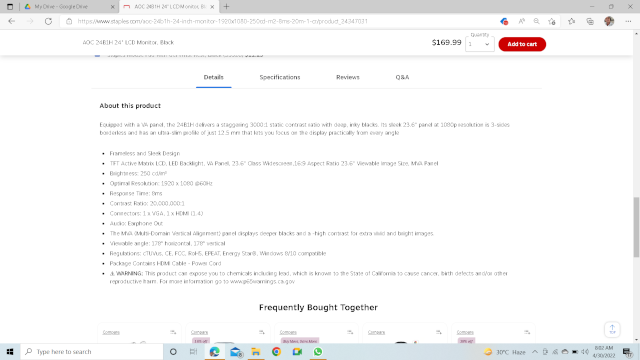 My Drive - Google Drive
AOC 24B1H 24" LCD Monitor, Bl
https://www.staples.com/aoc-24b1h-24-inch-monitor-1920x1080-250cd-m2-8ms-20m-1-c/product_24347031
AOC 24B1H 24" LCD Monitor, Black
$169.99
Quantity
1
Add to cart
Details
Specifications
Reviews
Q&A
About this product
Equipped with a VA panel, the 24B1H delivers a staggering 3000:1 static contrast ratio with deep, inky blacks. Its sleek 23.6" panel at 1080p resolution is 3-sides
borderless and has an ultra-slim profile of just 12.5 mm that lets you focus on the display practically from every angle
Frameless and Sleek Design
TFT Active Matrix LCD, LED Backlight, VA Panel, 23.6" Class Widescreen,16:9 Aspect Ratio 23.6" Viewable Image Size, MVA Panel
Brightness: 250 cd/m²
Optimal Resolution: 1920 x 1080 @60Hz
Response Time: 8ms
Contrast Ratio: 20,000,000:1
Connectors: 1 x VGA, 1 x HDMI (1.4)
Audio: Earphone Out
The MVA (Multi-Domain Vertical Alignment) panel displays deeper blacks and a high contrast for extra vivid and bright images
Viewable angle: 178° horizontal, 178° vertical
Regulations: cTUVus, CE, FCC, RoHS, EPEAT, Energy Star®, Windows 8/10 compatible
Package Contains HDMI Cable - Power Cord
⚠ WARNING: This product can expose you to chemicals including lead, which is known to the State of California to cause cancer, birth defects and/or other
reproductive harm. For more information go to www.p65warnings.ca.gov.
Frequently Bought Together
Compare
Compare
Compare
Compare
Compare
Type here to search
30°C Haze
8:02 AM
4/30/2022